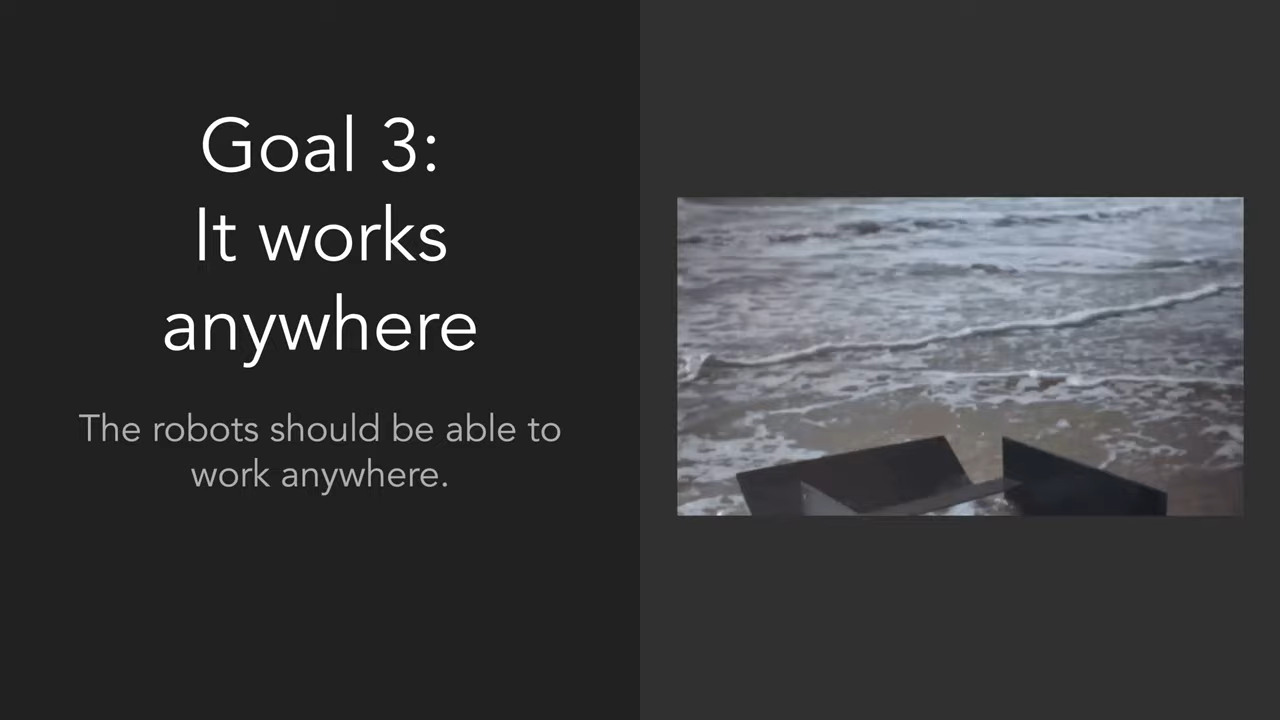 Goal 3:
It works
anywhere
The robots should be able to
work anywhere.